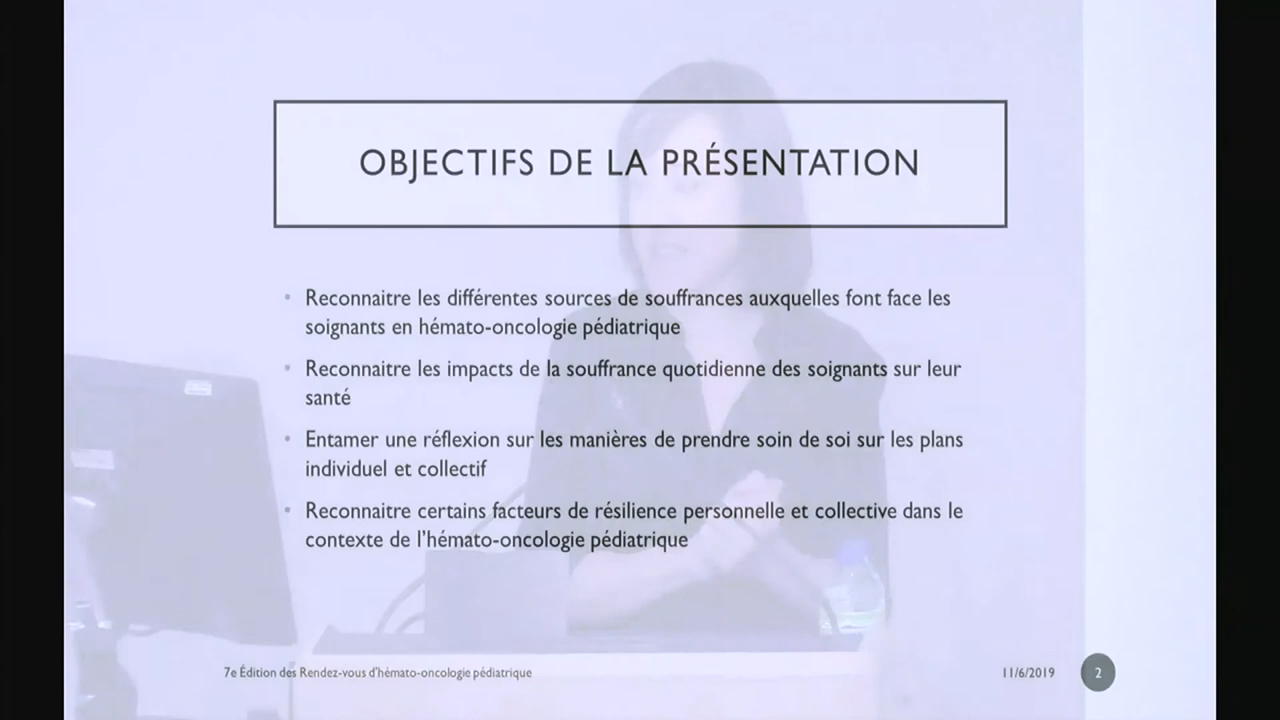 OBJECTIFS DE LA PRÉSENTATION
• Reconnaitre les différentes sources de souffrances auxquelles font face les
soignants en hémato-oncologie pédiatrique
• Reconnaitre les impacts de la souffrance quotidienne des soignants sur leur
santé
• Entamer une réflexion sur les manières de prendre soin de soi sur les plans
individuel et collectif
• Reconnaitre certains facteurs de résilience personnelle et collective dans le
contexte de l'hémato-oncologie pédiatrique
7e Édition des Rendez-vous d'hémato-oncologie pédiatrique
11/6/2019
2